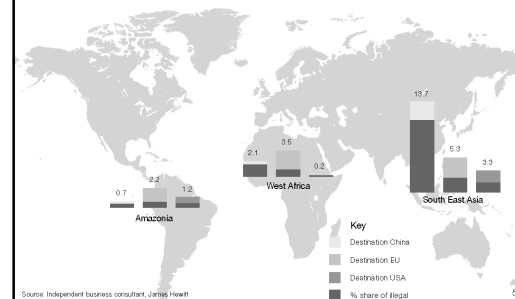 13.7
5.3
3.3
South East Asia
2.1
3.5
0.2
West Africa
0.7
2.2
1.2
Amazonia
Key
Destination China
Destination EU
Destination USA
% share of illegal
Source: Independent business consultant, James Hewitt